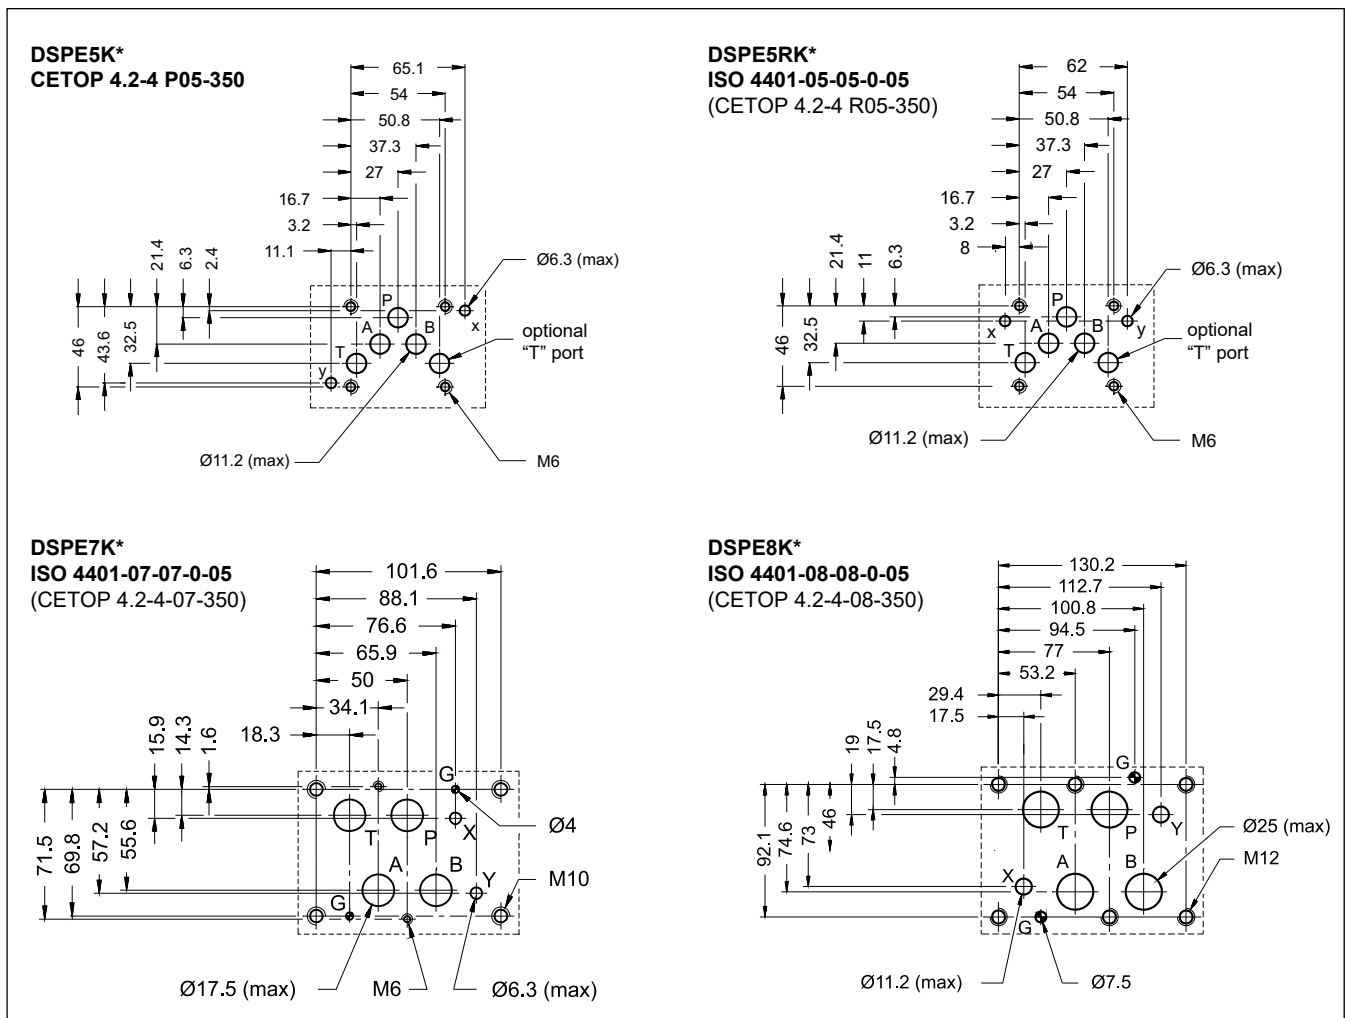 DSPE5K*
CETOP 4.2-4 P05-350
65.1
54
50.8
37.3
27
16.7
3.2
11.1
21.4
6.3
2.4
46
43.6
32.5
Ø6.3 (max)
P
x
A
B
T
y
optional
“T” port
Ø11.2 (max)
M6
DSPE5RK*
ISO 4401-05-05-0-05
(CETOP 4.2-4 R05-350)
62
54
50.8
37.3
27
16.7
3.2
8
21.4
11
6.3
46
32.5
Ø6.3 (max)
P
x
A
B
y
T
optional
“T” port
Ø11.2 (max)
M6
DSPE7K*
ISO 4401-07-07-0-05
(CETOP 4.2-4-07-350)
101.6
88.1
76.6
65.9
50
34.1
18.3
15.9
14.3
1.6
71.5
69.8
57.2
55.6
G
Ø4
T
P
X
A
B
Y
M10
G
Ø17.5 (max)
M6
Ø6.3 (max)
DSPE8K*
ISO 4401-08-08-0-05
(CETOP 4.2-4-08-350)
130.2
112.7
100.8
94.5
77
53.2
29.4
17.5
19
17.5
4.8
92.1
74.6
73
46
G
T
P
Y
Ø25 (max)
X
A
B
M12
G
Ø11.2 (max)
Ø7.5